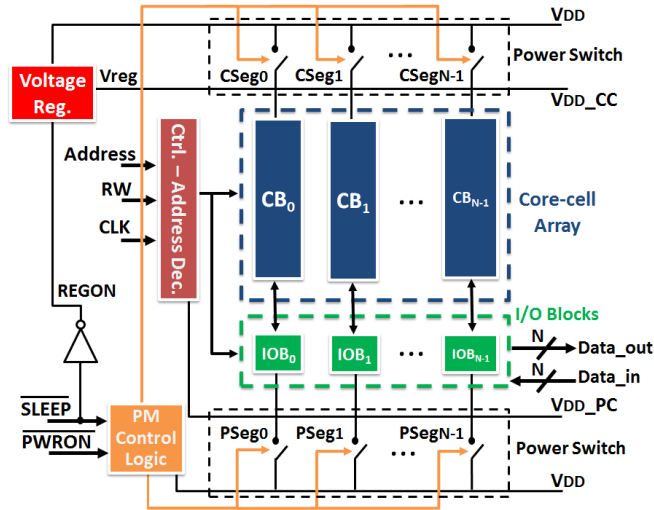 VDD
Power Switch
CSeg0 CSeg1 ... CSegN-1
Voltage Reg.
Vreg
VDD_CC
Address
RW
CLK
Ctrl. – Address Dec.
CB0 CB1 ... CBN-1
Core-cell Array
REGON
I/O Blocks
IOB0 IOB1 ... IOBN-1
N Data_out
N Data_in
SLEEP
PWRON
PM Control Logic
VDD_PC
PSeg0 PSeg1 ... PSegN-1
Power Switch
VDD